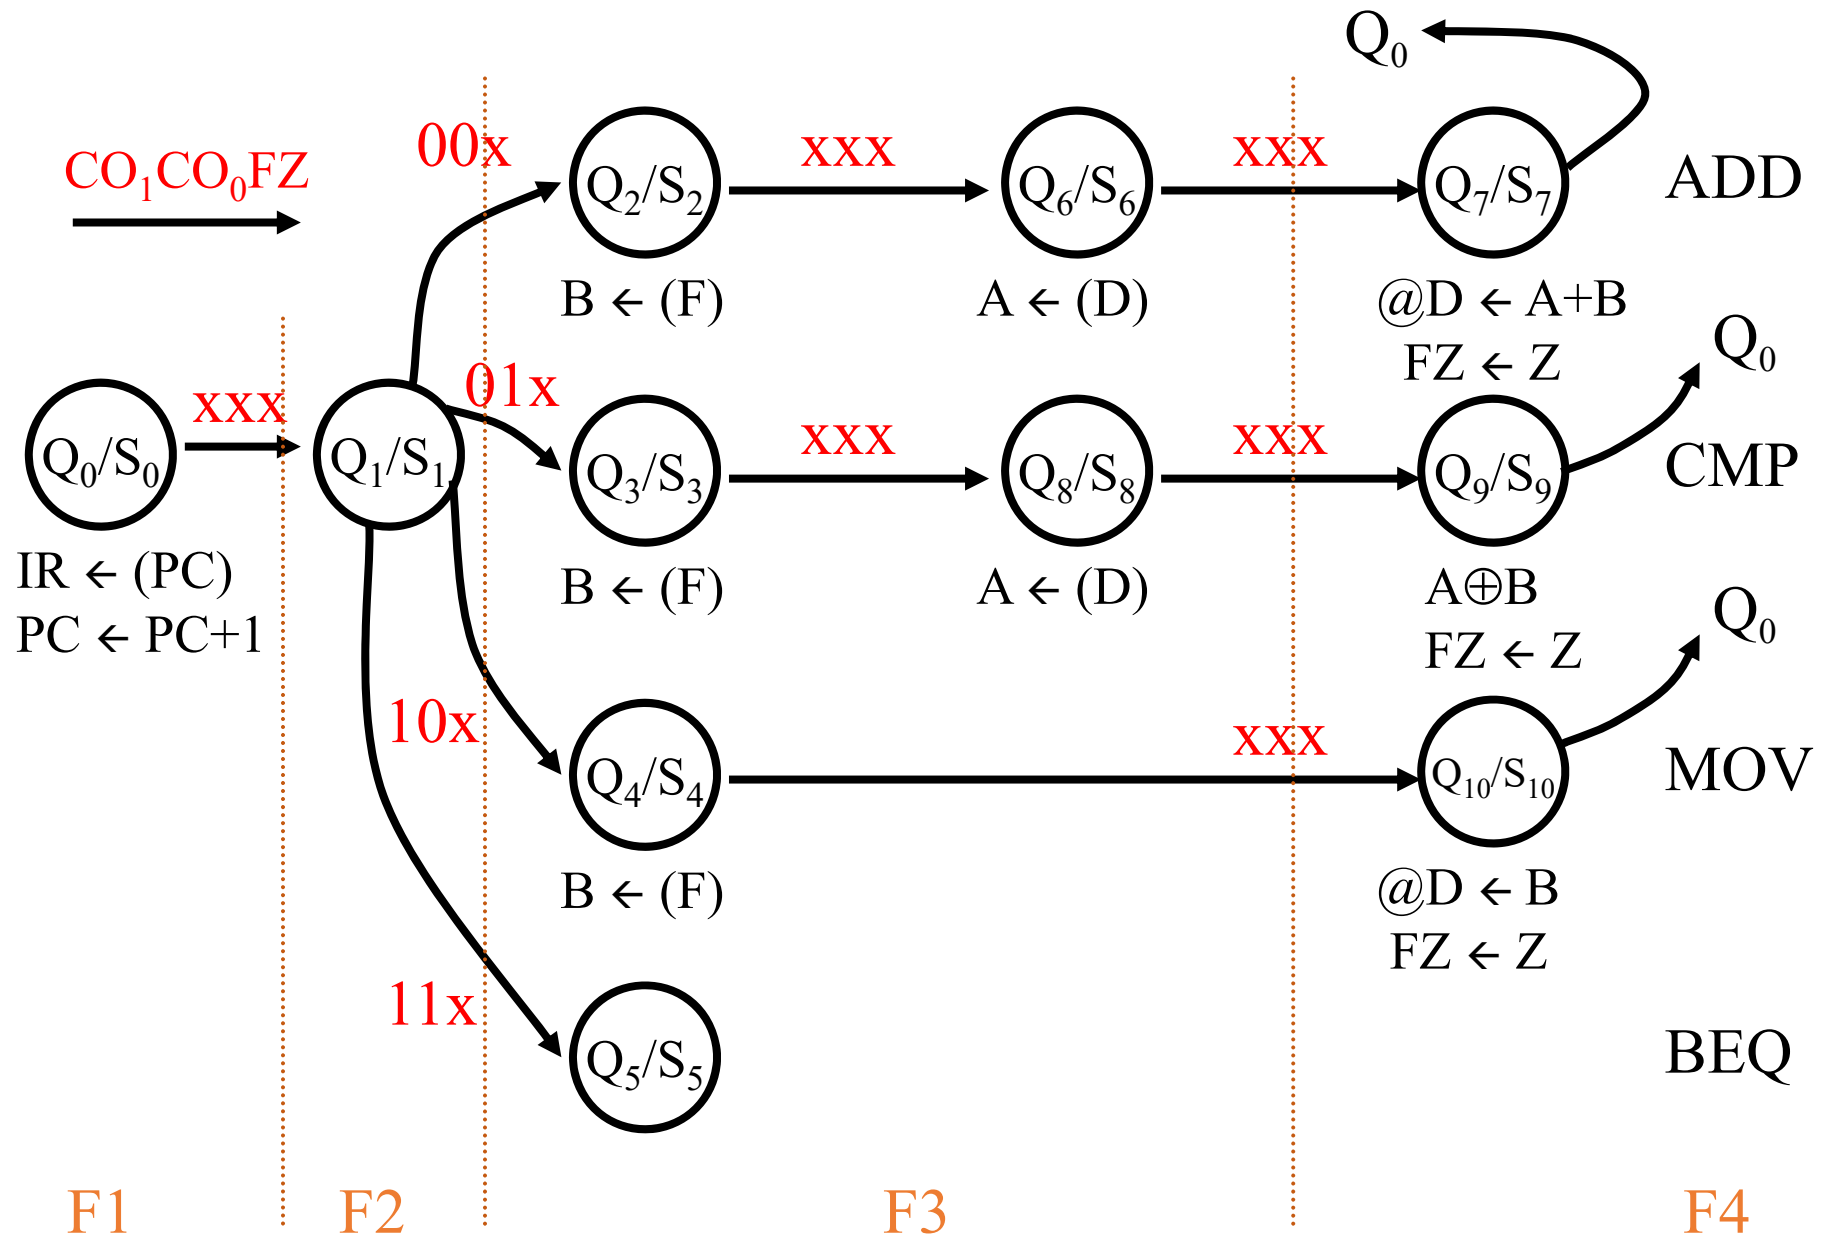 Q₀
CO₁CO₀FZ
00x
xxx
xxx
Q₂/S₂
Q₆/S₆
Q₇/S₇
ADD
B ← (F)
A ← (D)
@D ← A+B
FZ ← Z
Q₀
xxx
01x
xxx
xxx
Q₀/S₀
Q₁/S₁
Q₃/S₃
Q₈/S₈
Q₉/S₉
CMP
IR ← (PC)
PC ← PC+1
B ← (F)
A ← (D)
A⊕B
FZ ← Z
Q₀
10x
xxx
Q₄/S₄
Q₁₀/S₁₀
MOV
B ← (F)
@D ← B
FZ ← Z
11x
Q₅/S₅
BEQ
F1
F2
F3
F4